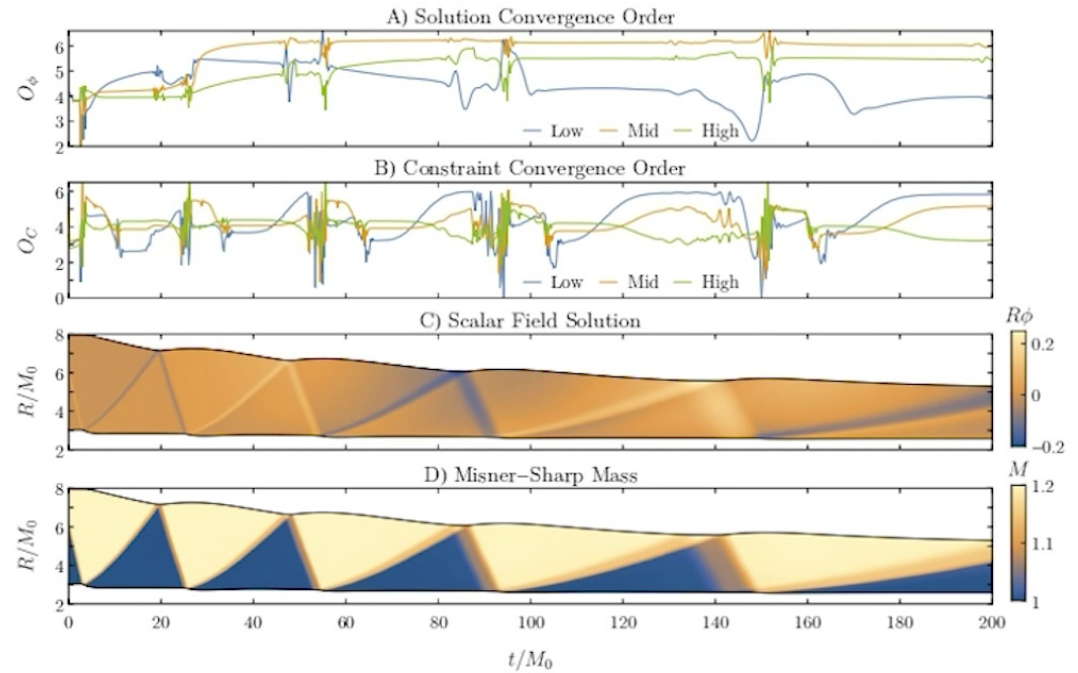 A) Solution Convergence Order
6
5
4
3
2
O_ϕ
Low Mid High
B) Constraint Convergence Order
6
4
2
0
O_C
Low Mid High
C) Scalar Field Solution
8
6
4
2
R/M₀
Rϕ
0.2
0
−0.2
D) Misner−Sharp Mass
8
6
4
2
R/M₀
M
1.2
1.1
1
0 20 40 60 80 100 120 140 160 180 200
t/M₀